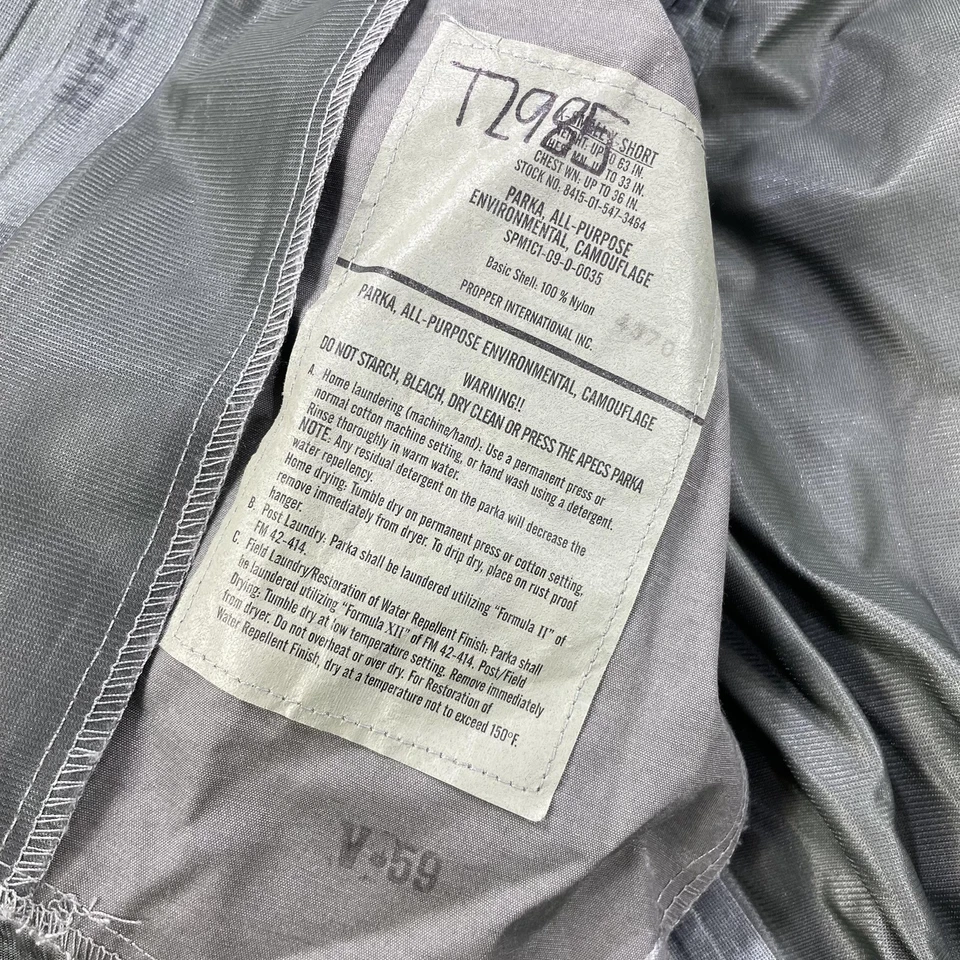 T2985
X-SMALL X-SHORT
HEIGHT: UP TO 63 IN.
UP TO 33 IN.
CHEST WN. UP TO 36 IN.
STOCK NO. 8415-01-547-3464
PARKA, ALL-PURPOSE
ENVIRONMENTAL, CAMOUFLAGE
SPM1C1-09-D-0035
Basic Shell: 100 % Nylon
PROPPER INTERNATIONAL INC.
PARKA, ALL-PURPOSE ENVIRONMENTAL, CAMOUFLAGE
WARNING!!
DO NOT STARCH, BLEACH, DRY CLEAN OR PRESS THE APECS PARKA
A. Home laundering (machine/hand). Use a permanent press or
normal cotton machine setting, or hand wash using a detergent.
Rinse thoroughly in warm water.
NOTE: Any residual detergent on the parka will decrease the
water repellency.
Home drying: Tumble dry on permanent press or cotton setting,
remove immediately from dryer. To drip dry, place on rust proof
hanger.
B. Post Laundry: Parka shall be laundered utilizing "Formula II" of
FM 42-414.
C. Field Laundry/Restoration of Water Repellent Finish: Parka shall
be laundered utilizing "Formula XII" of FM 42-414. Post/Field
Drying: Tumble dry at low temperature setting. Remove immediately
from dryer. Do not overheat or over dry. For Restoration of
Water Repellent Finish, dry at a temperature not to exceed 150°F.
V-59